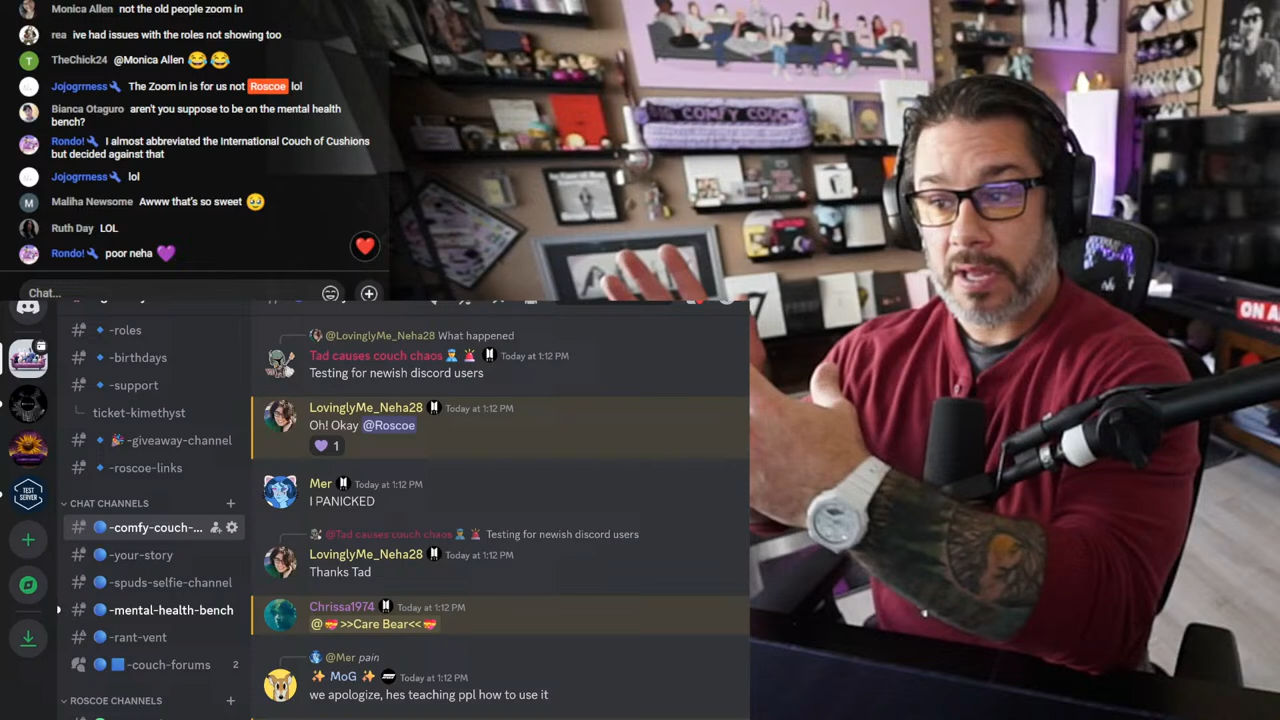 Monica Allen not the old people zoom in
rea ive had issues with the roles not showing too
TheChick24 @Monica Allen 😂😂
Jojogrmess The Zoom in is for us not Roscoe lol
Bianca Otaguro aren't you suppose to be on the mental health
bench?
Rondo! I almost abbreviated the International Couch of Cushions
but decided against that
Jojogrmess lol
M Maliha Newsome Awww that's so sweet 🥹
Ruth Day LOL
Rondo! poor neha 💜
Chat...
-roles
-birthdays
-support
ticket-kimethyst
-giveaway-channel
-roscoe-links
CHAT CHANNELS
-comfy-couch-...
-your-story
-spuds-selfie-channel
-mental-health-bench
-rant-vent
-couch-forums 2
ROSCOE CHANNELS
TEST
SERVER
@LovinglyMe_Neha28 What happened
Tad causes couch chaos Today at 1:12 PM
Testing for newish discord users
LovinglyMe_Neha28 Today at 1:12 PM
Oh! Okay @Roscoe
💜 1
Mer Today at 1:12 PM
I PANICKED
@Tad causes couch chaos Testing for newish discord users
LovinglyMe_Neha28 Today at 1:12 PM
Thanks Tad
Chrissa1974 Today at 1:12 PM
@💝>>Care Bear<<💝
@Mer pain
✨ MoG ✨ Today at 1:12 PM
we apologize, hes teaching ppl how to use it
BIG COMFY COUCH
ON A